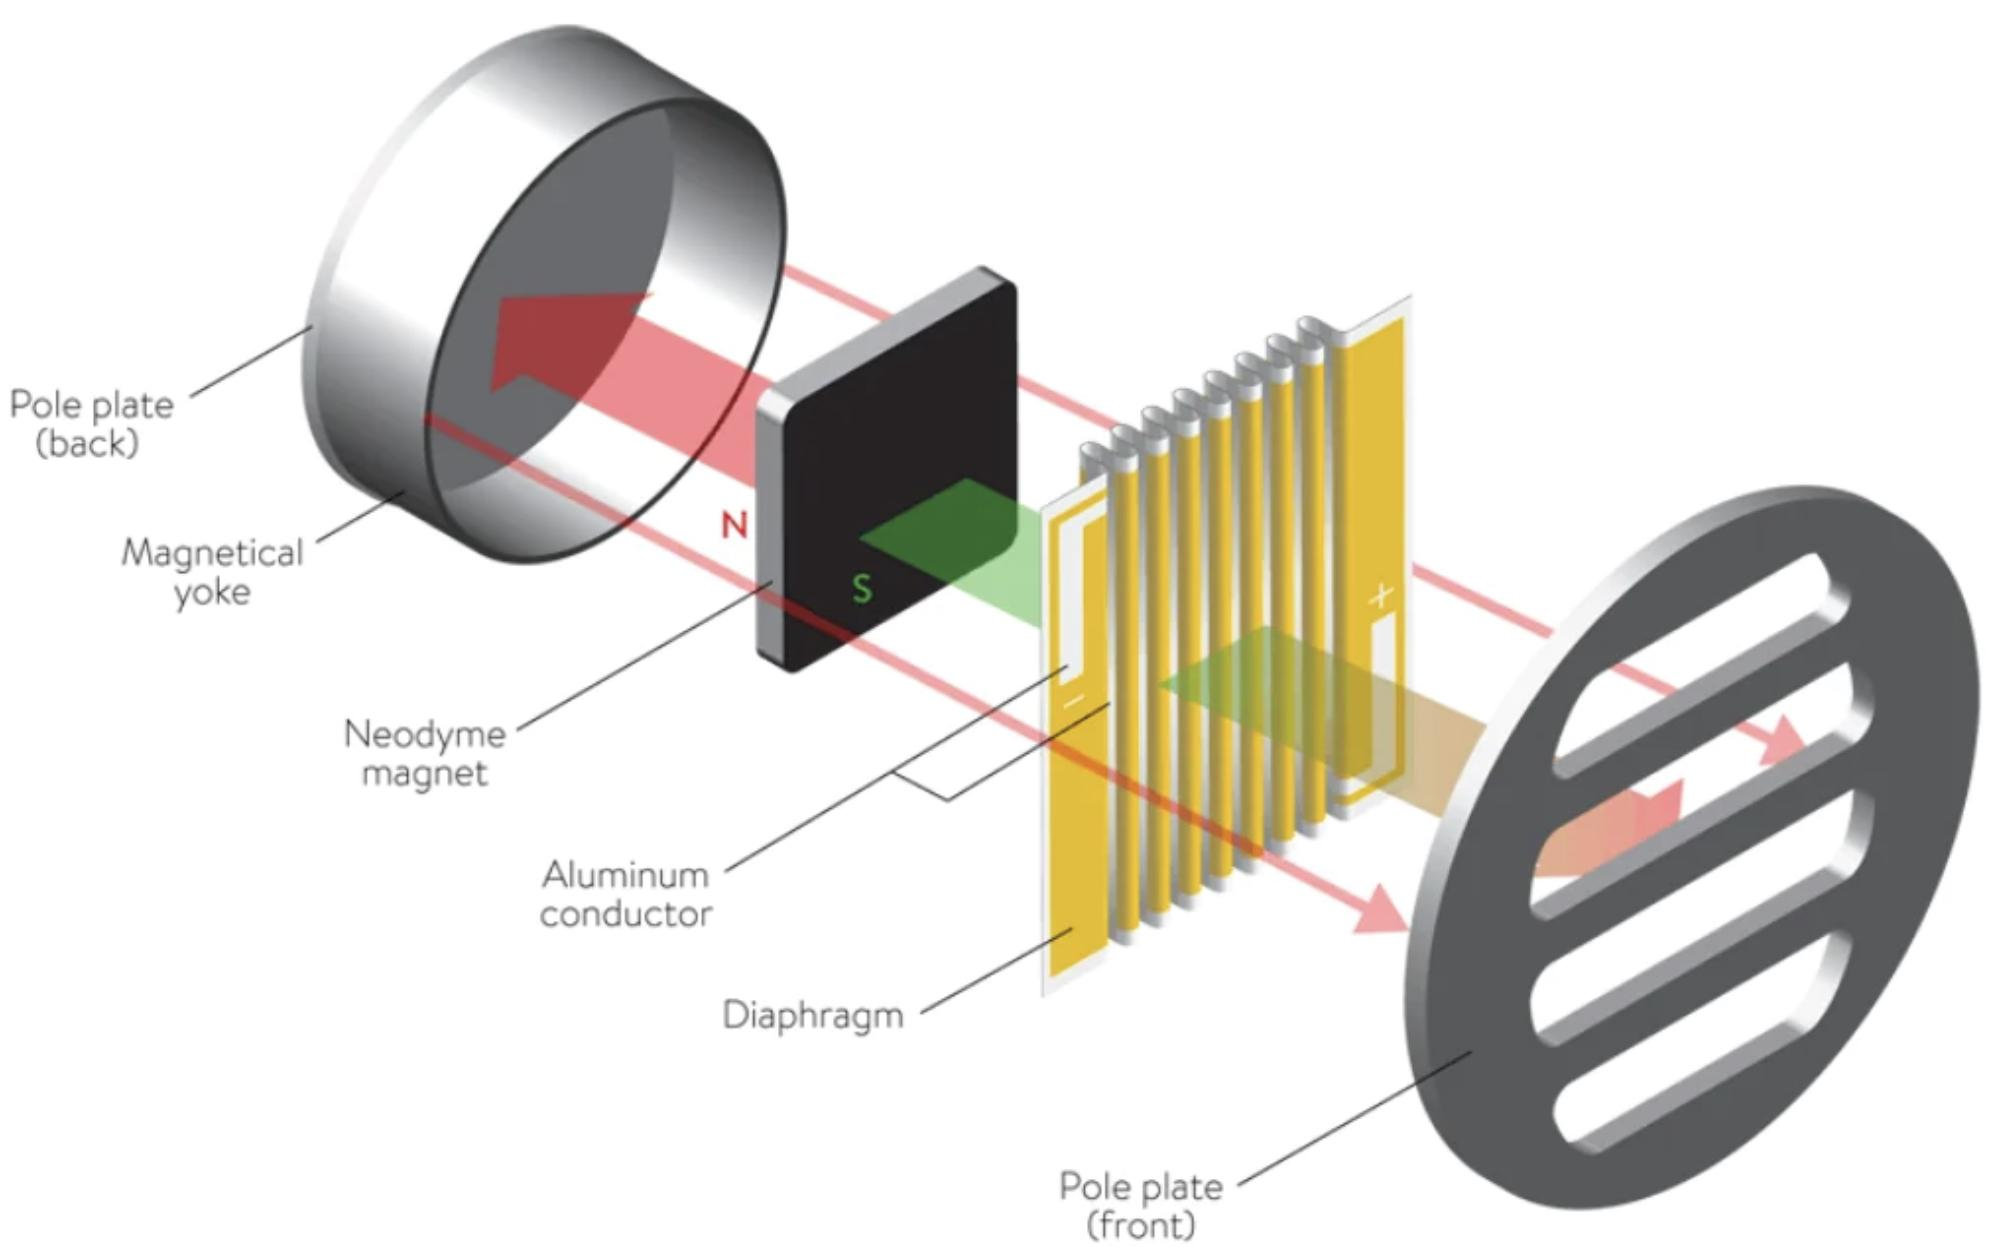 Pole plate
(back)
Magnetical
yoke
N
S
Neodyme
magnet
+
−
Aluminum
conductor
Diaphragm
Pole plate
(front)